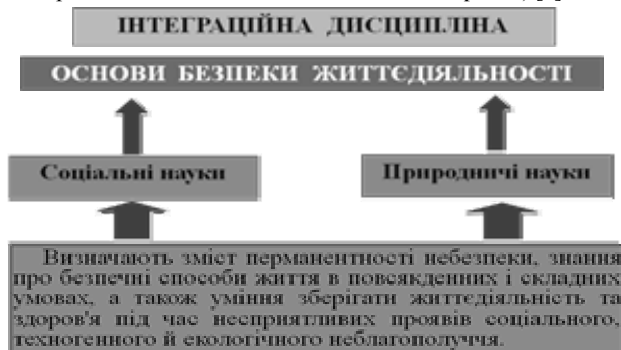 ІНТЕГРАЦІЙНА ДИСЦИПЛІНА
ОСНОВИ БЕЗПЕКИ ЖИТТЄДІЯЛЬНОСТІ
Соціальні науки
Природничі науки
Визначають зміст перманентності небезпеки, знання
про безпечні способи життя в повсякденних і складних
умовах, а також уміння зберігати життєдіяльність та
здоров'я під час несприятливих проявів соціального,
техногенного й екологічного неблагополуччя.